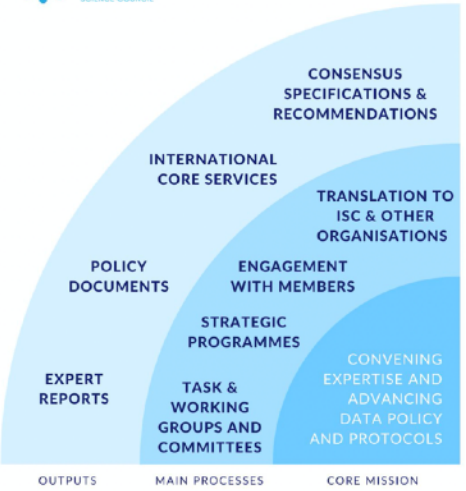 CONSENSUS
SPECIFICATIONS &
RECOMMENDATIONS
INTERNATIONAL
CORE SERVICES
TRANSLATION TO
ISC & OTHER
ORGANISATIONS
POLICY
DOCUMENTS
ENGAGEMENT
WITH MEMBERS
STRATEGIC
PROGRAMMES
CONVENING
EXPERTISE AND
ADVANCING
DATA POLICY
AND PROTOCOLS
EXPERT
REPORTS
TASK &
WORKING
GROUPS AND
COMMITTEES
OUTPUTS
MAIN PROCESSES
CORE MISSION